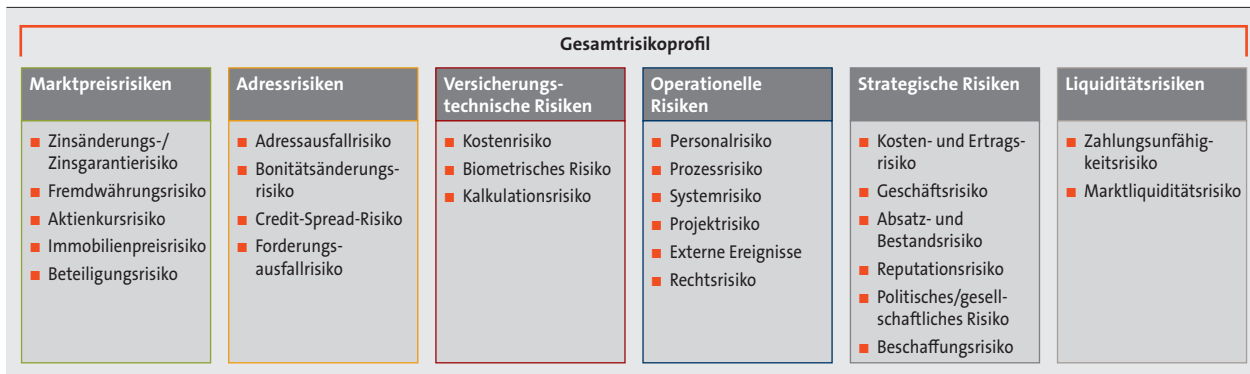 Gesamtrisikoprofil
Marktpreisrisiken
Zinsänderungs-/
Zinsgarantierisiko
Fremdwährungsrisiko
Aktienkursrisiko
Immobilienpreisrisiko
Beteiligungsrisiko
Adressrisiken
Adressausfallrisiko
Bonitätsänderungs-
risiko
Credit-Spread-Risiko
Forderungs-
ausfallrisiko
Versicherungs-
technische Risiken
Kostenrisiko
Biometrisches Risiko
Kalkulationsrisiko
Operationelle
Risiken
Personalrisiko
Prozessrisiko
Systemrisiko
Projektrisiko
Externe Ereignisse
Rechtsrisiko
Strategische Risiken
Kosten- und Ertrags-
risiko
Geschäftsrisiko
Absatz- und
Bestandsrisiko
Reputationsrisiko
Politisches/gesell-
schaftliches Risiko
Beschaffungsrisiko
Liquiditätsrisiken
Zahlungsunfähig-
keitsrisiko
Marktliquiditätsrisiko